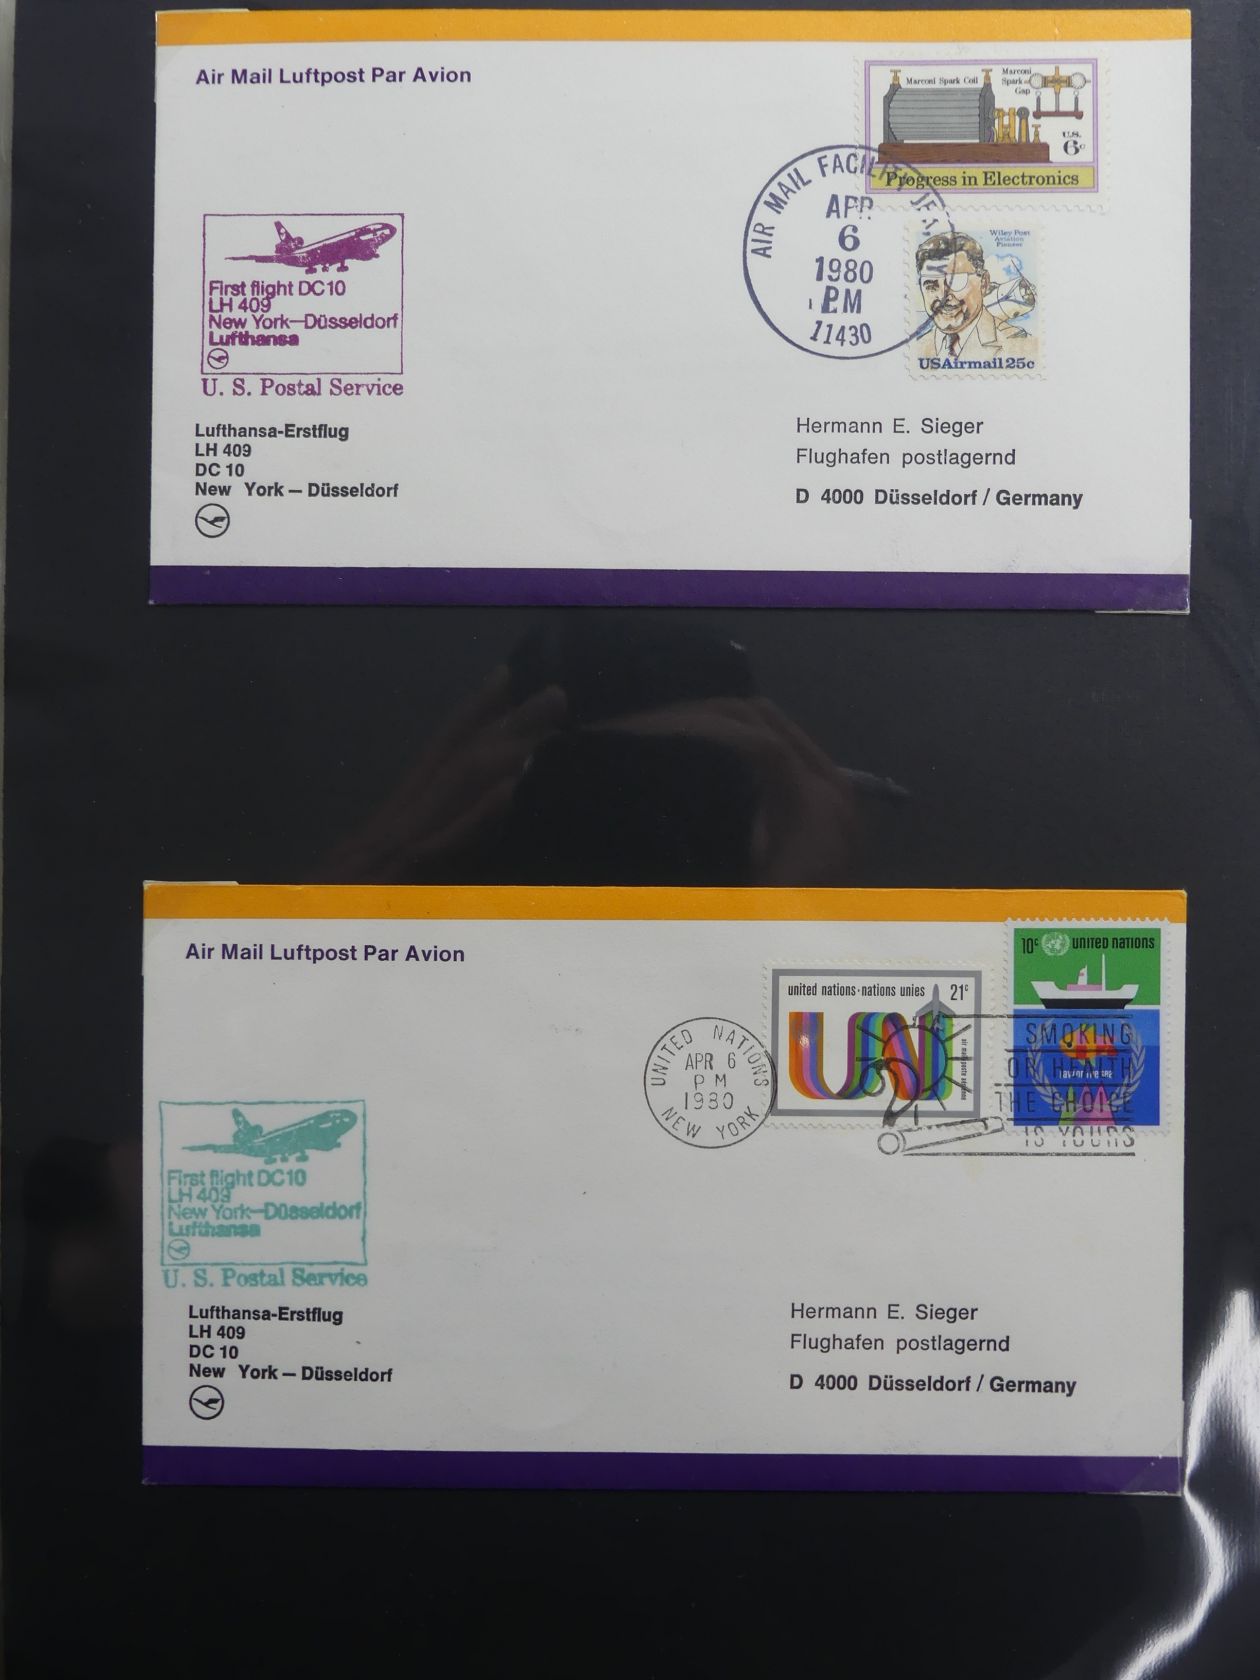 Air Mail Luftpost Par Avion
Marconi Spark Coil
Marconi
Spark
Gap
U.S.
6c
Progress in Electronics
AIR MAIL FACILITY
APR
6
1980
PM
11430
Wiley Post
Aviation
Pioneer
USAirmail 25c
First flight DC10
LH 409
New York–Düsseldorf
Lufthansa
U. S. Postal Service
Lufthansa-Erstflug
LH 409
DC 10
New York – Düsseldorf
Hermann E. Sieger
Flughafen postlagernd
D 4000 Düsseldorf / Germany
Air Mail Luftpost Par Avion
united nations·nations unies 21c
UN
10c UNITED NATIONS
UNITED NATIONS
APR 6
PM
1980
NEW YORK
SMOKING
OR HEALTH
THE CHOICE
IS YOURS
First flight DC10
LH 409
New York–Düsseldorf
Lufthansa
U. S. Postal Service
Lufthansa-Erstflug
LH 409
DC 10
New York – Düsseldorf
Hermann E. Sieger
Flughafen postlagernd
D 4000 Düsseldorf / Germany